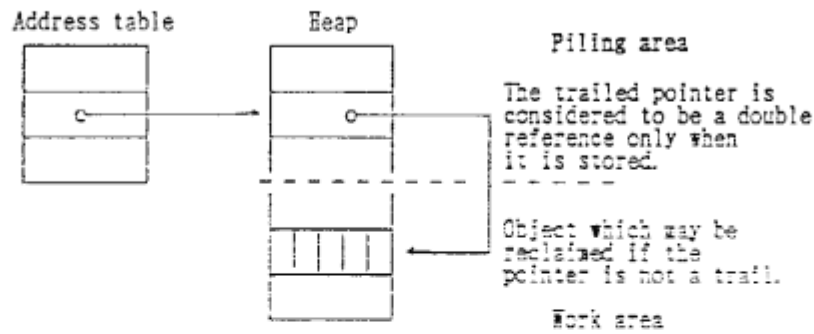 Address table
Heap
Piling area
The trailed pointer is
considered to be a double
reference only when
it is stored.
Object which may be
reclaimed if the
pointer is not a trail.
Work area